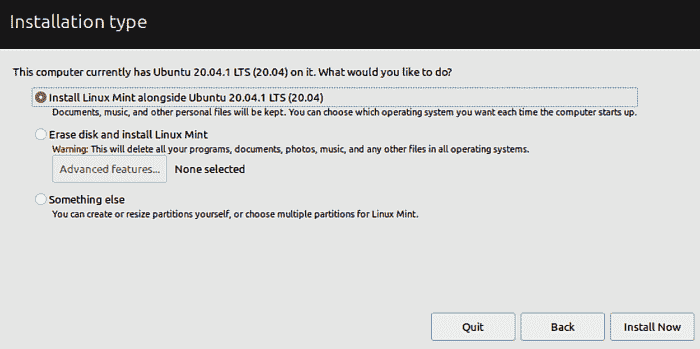 Installation type
This computer currently has Ubuntu 20.04.1 LTS (20.04) on it. What would you like to do?
Install Linux Mint alongside Ubuntu 20.04.1 LTS (20.04)
Documents, music, and other personal files will be kept. You can choose which operating system you want each time the computer starts up.
Erase disk and install Linux Mint
Warning: This will delete all your programs, documents, photos, music, and any other files in all operating systems.
Advanced features... None selected
Something else
You can create or resize partitions yourself, or choose multiple partitions for Linux Mint.
Quit Back Install Now